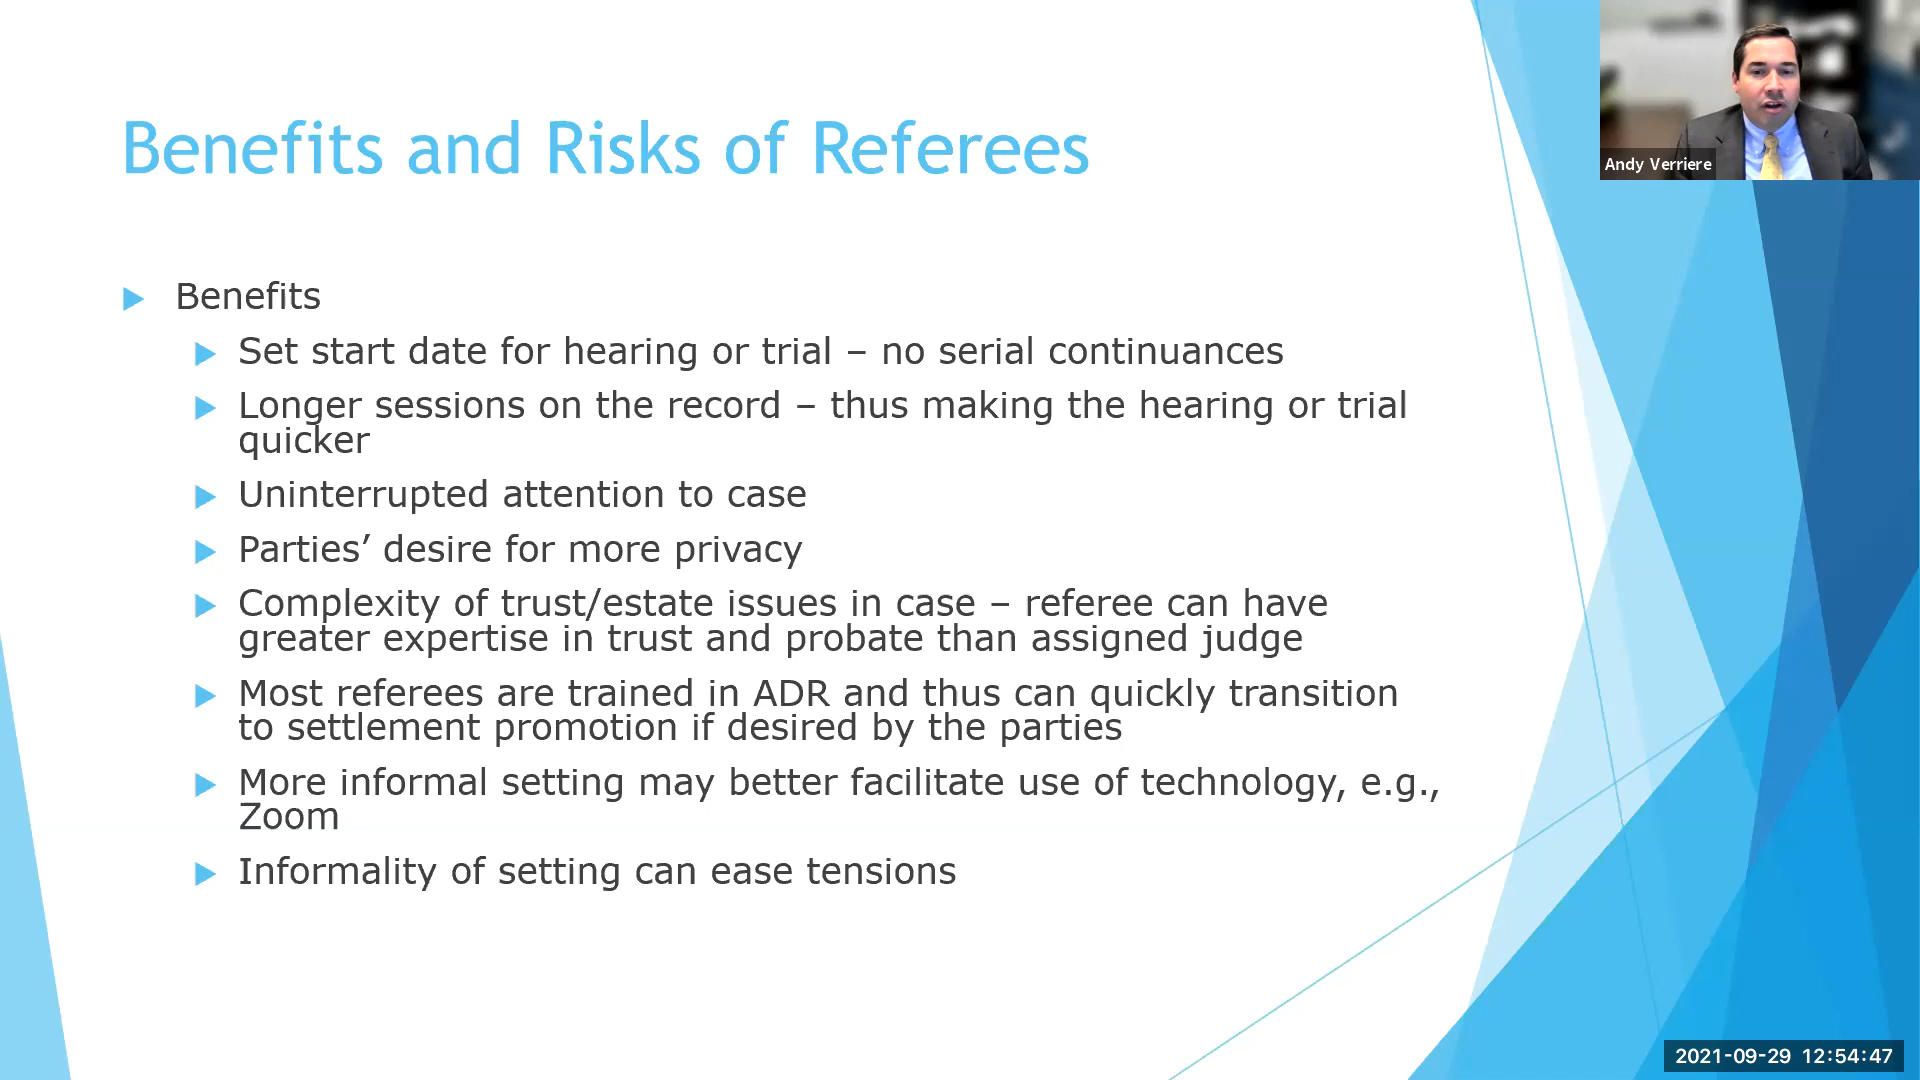 Benefits and Risks of Referees
Andy Verriere
Benefits
Set start date for hearing or trial – no serial continuances
Longer sessions on the record – thus making the hearing or trial
quicker
Uninterrupted attention to case
Parties’ desire for more privacy
Complexity of trust/estate issues in case – referee can have
greater expertise in trust and probate than assigned judge
Most referees are trained in ADR and thus can quickly transition
to settlement promotion if desired by the parties
More informal setting may better facilitate use of technology, e.g.,
Zoom
Informality of setting can ease tensions
2021-09-29 12:54:47